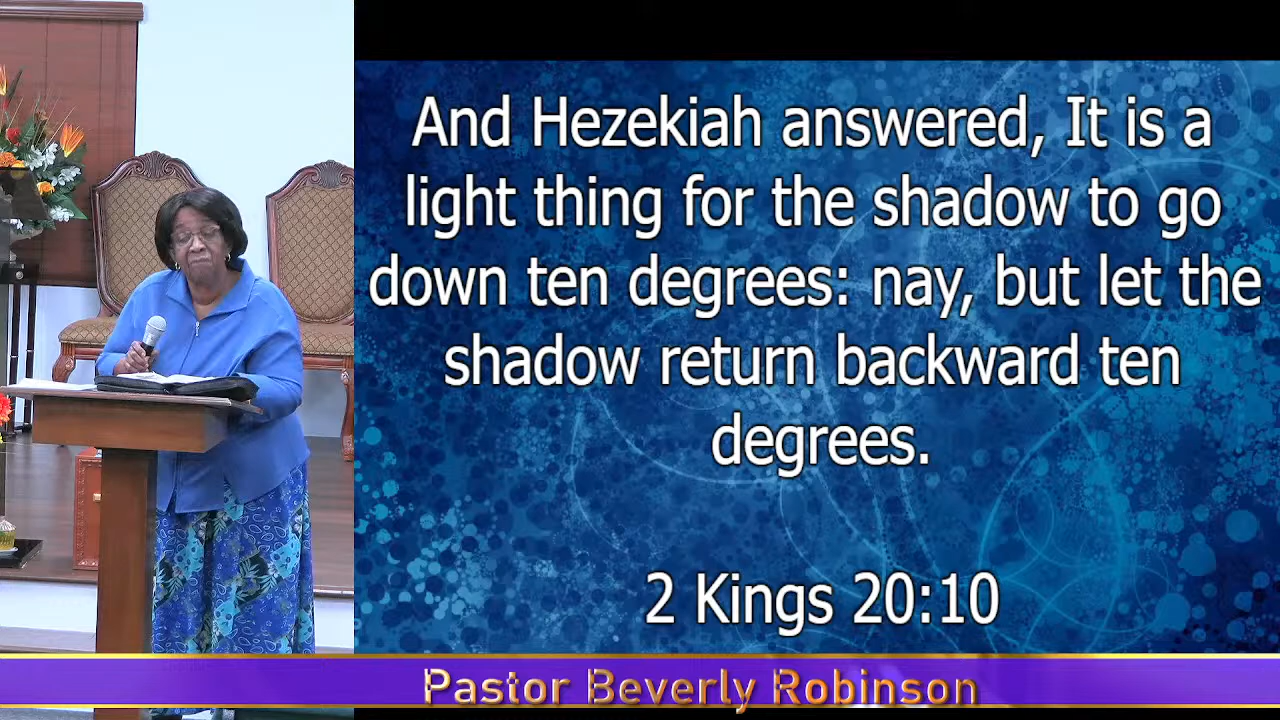 And Hezekiah answered, It is a
light thing for the shadow to go
down ten degrees: nay, but let the
shadow return backward ten
degrees.
2 Kings 20:10
Pastor Beverly Robinson